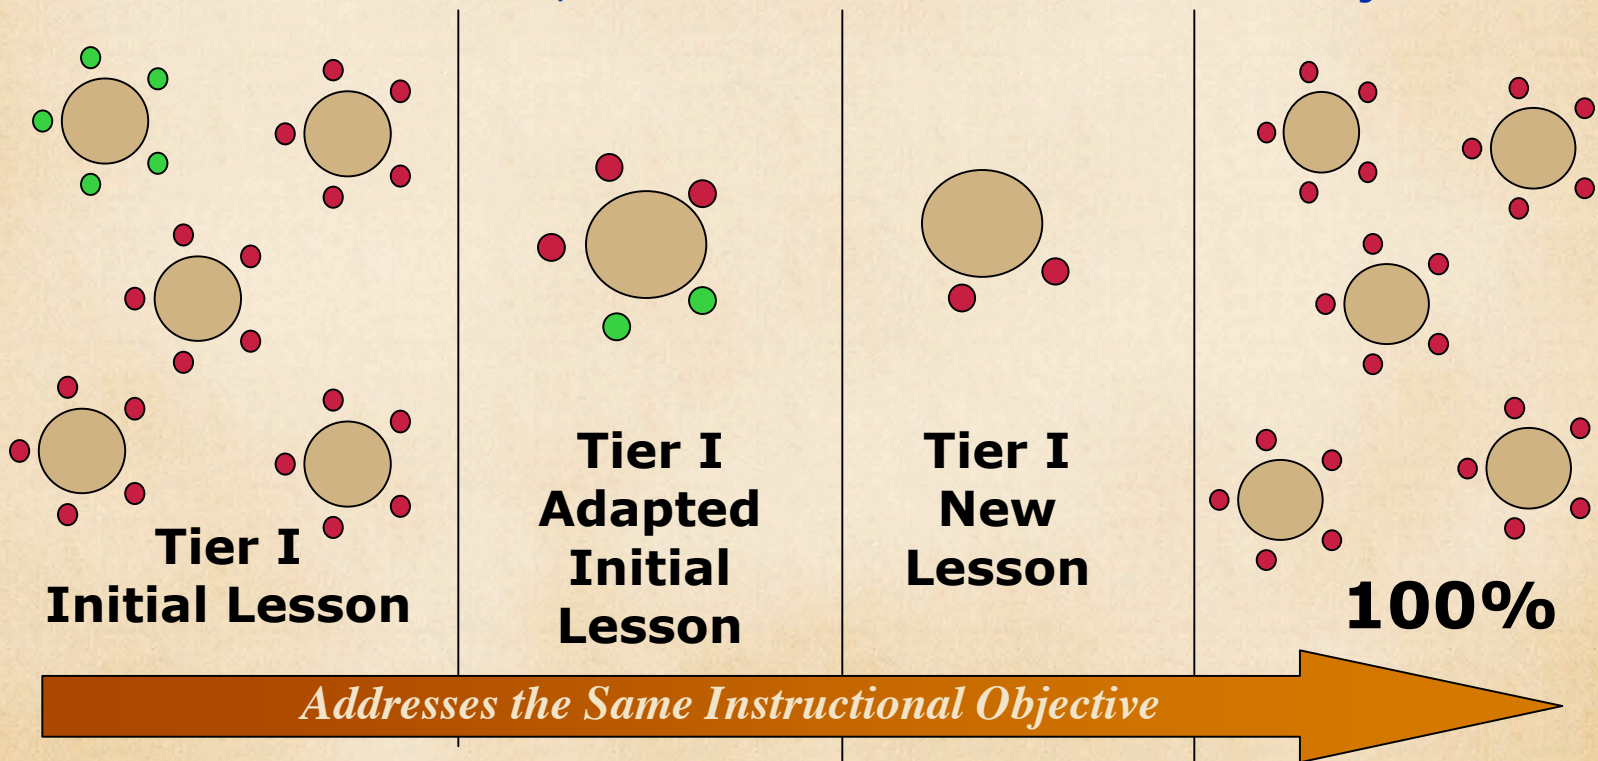 Tier I
Initial Lesson
Tier I
Adapted
Initial
Lesson
Tier I
New
Lesson
100%
Addresses the Same Instructional Objective